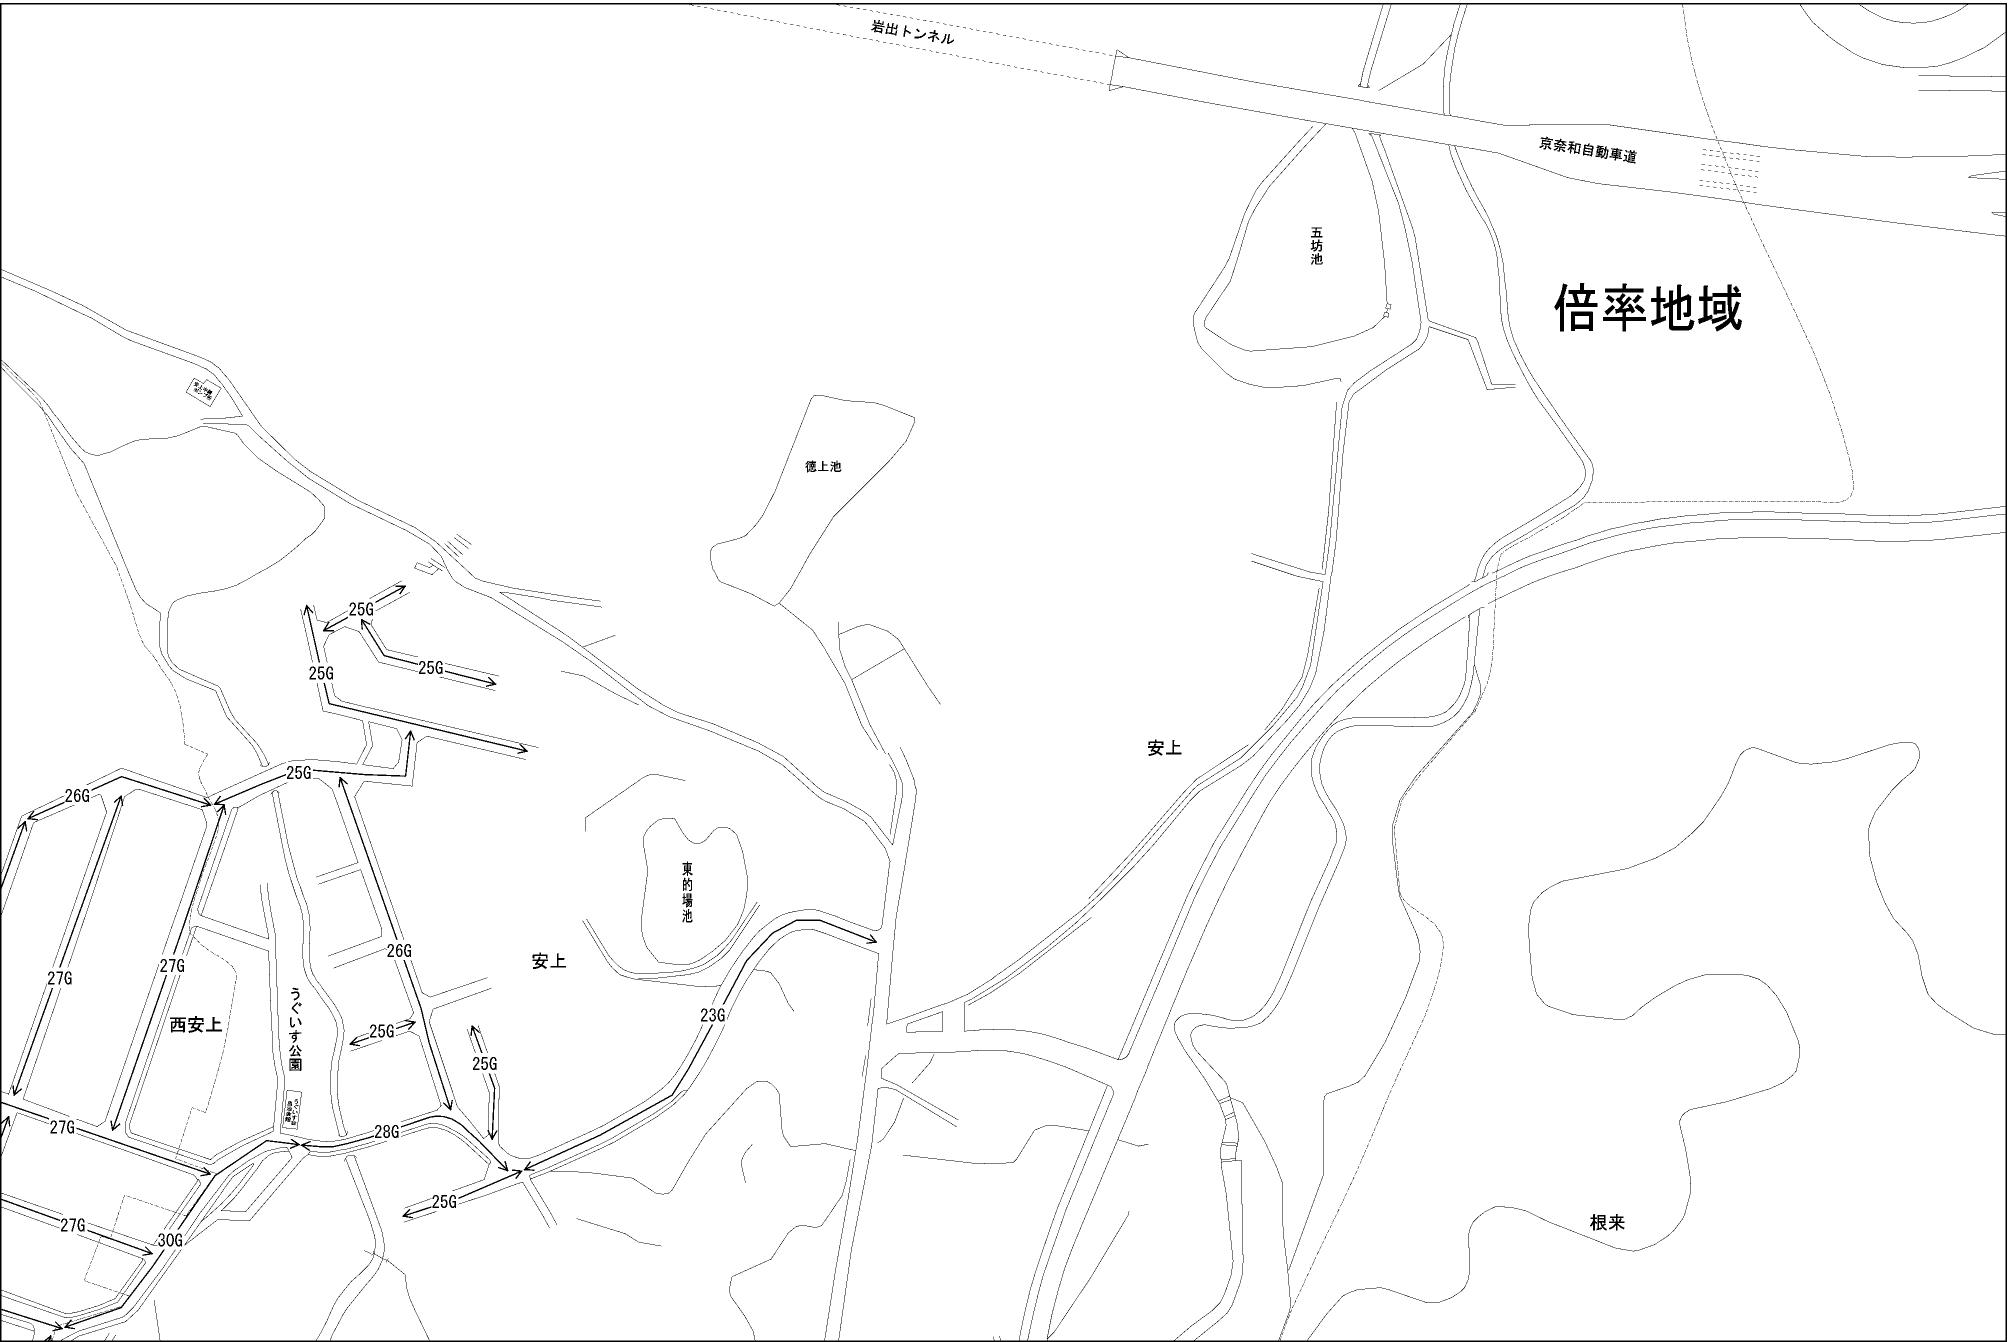 岩出トンネル
京奈和自動車道
五坊池
倍率地域
徳上池
25G
25G
25G
安上
25G
26G
東的場池
26G
安上
27G
27G
23G
西安上
うぐいす公園
25G
25G
27G
28G
25G
27G
30G
根来